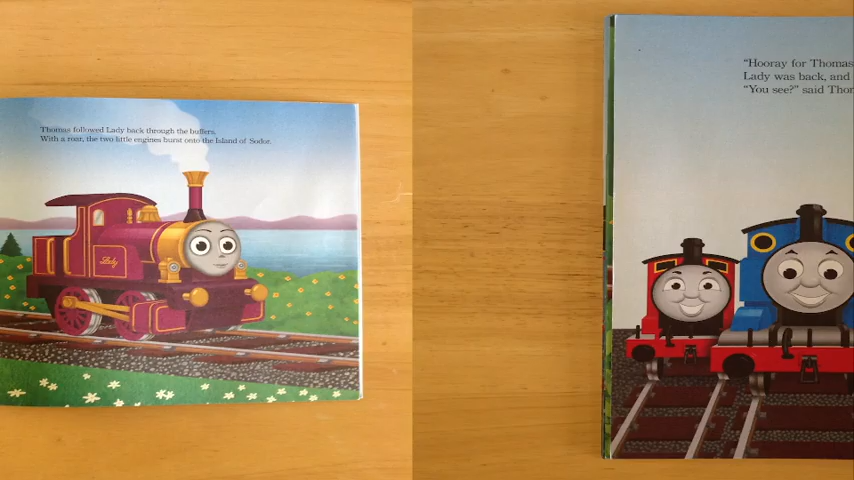 Thomas followed Lady back through the buffers.
With a roar, the two little engines burst onto the Island of Sodor.
Lady
"Hooray for Thomas
Lady was back, and
"You see?" said Thor